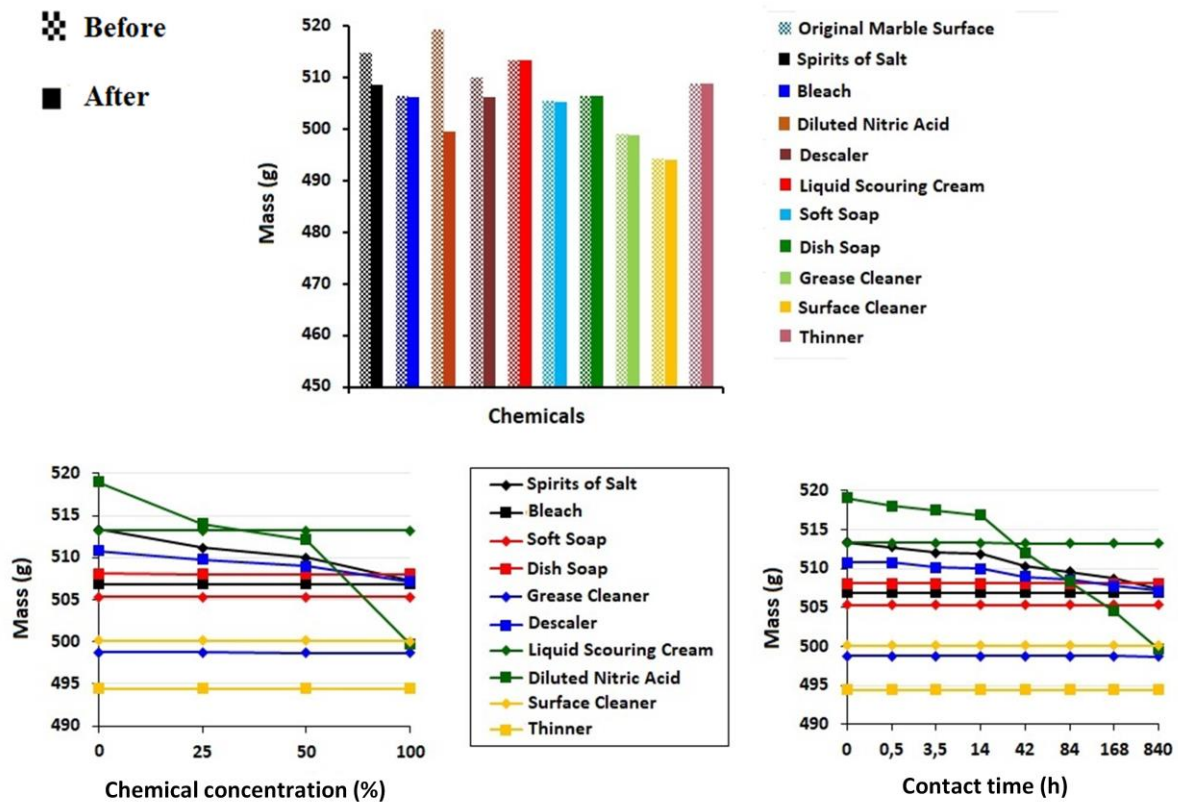 Before
After
520
510
500
490
480
470
460
450
Mass (g)
Chemicals
Original Marble Surface
Spirits of Salt
Bleach
Diluted Nitric Acid
Descaler
Liquid Scouring Cream
Soft Soap
Dish Soap
Grease Cleaner
Surface Cleaner
Thinner
520
515
510
505
500
495
490
Mass (g)
0 25 50 100
Chemical concentration (%)
Spirits of Salt
Bleach
Soft Soap
Dish Soap
Grease Cleaner
Descaler
Liquid Scouring Cream
Diluted Nitric Acid
Surface Cleaner
Thinner
520
515
510
505
500
495
490
Mass (g)
0 0,5 3,5 14 42 84 168 840
Contact time (h)